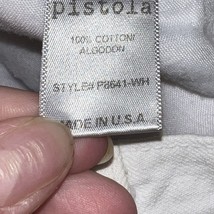 pistola
100% COTTON/
ALGODON
STYLE# P8641-WH
MADE IN U.S.A